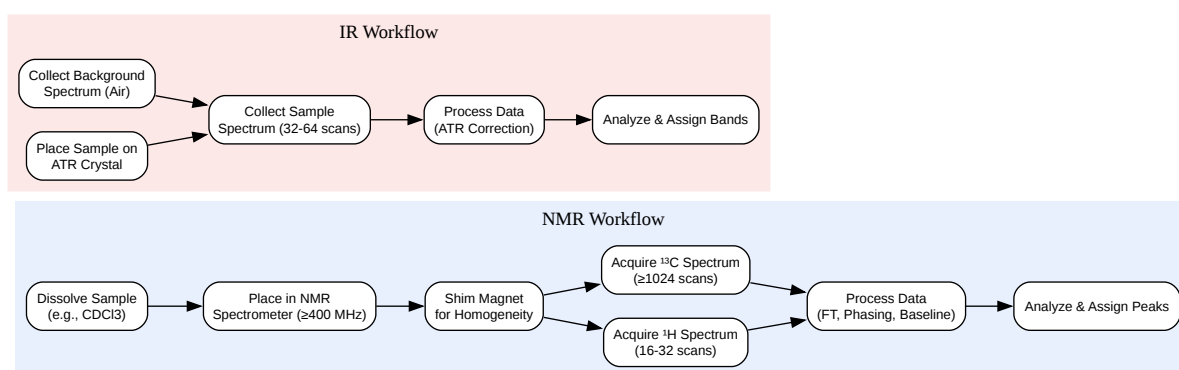 IR Workflow
Collect Background
Spectrum (Air)
Place Sample on
ATR Crystal
Collect Sample
Spectrum (32-64 scans)
Process Data
(ATR Correction)
Analyze & Assign Bands
NMR Workflow
Dissolve Sample
(e.g., CDCl3)
Place in NMR
Spectrometer (≥400 MHz)
Shim Magnet
for Homogeneity
Acquire ¹³C Spectrum
(≥1024 scans)
Acquire ¹H Spectrum
(16-32 scans)
Process Data
(FT, Phasing, Baseline)
Analyze & Assign Peaks